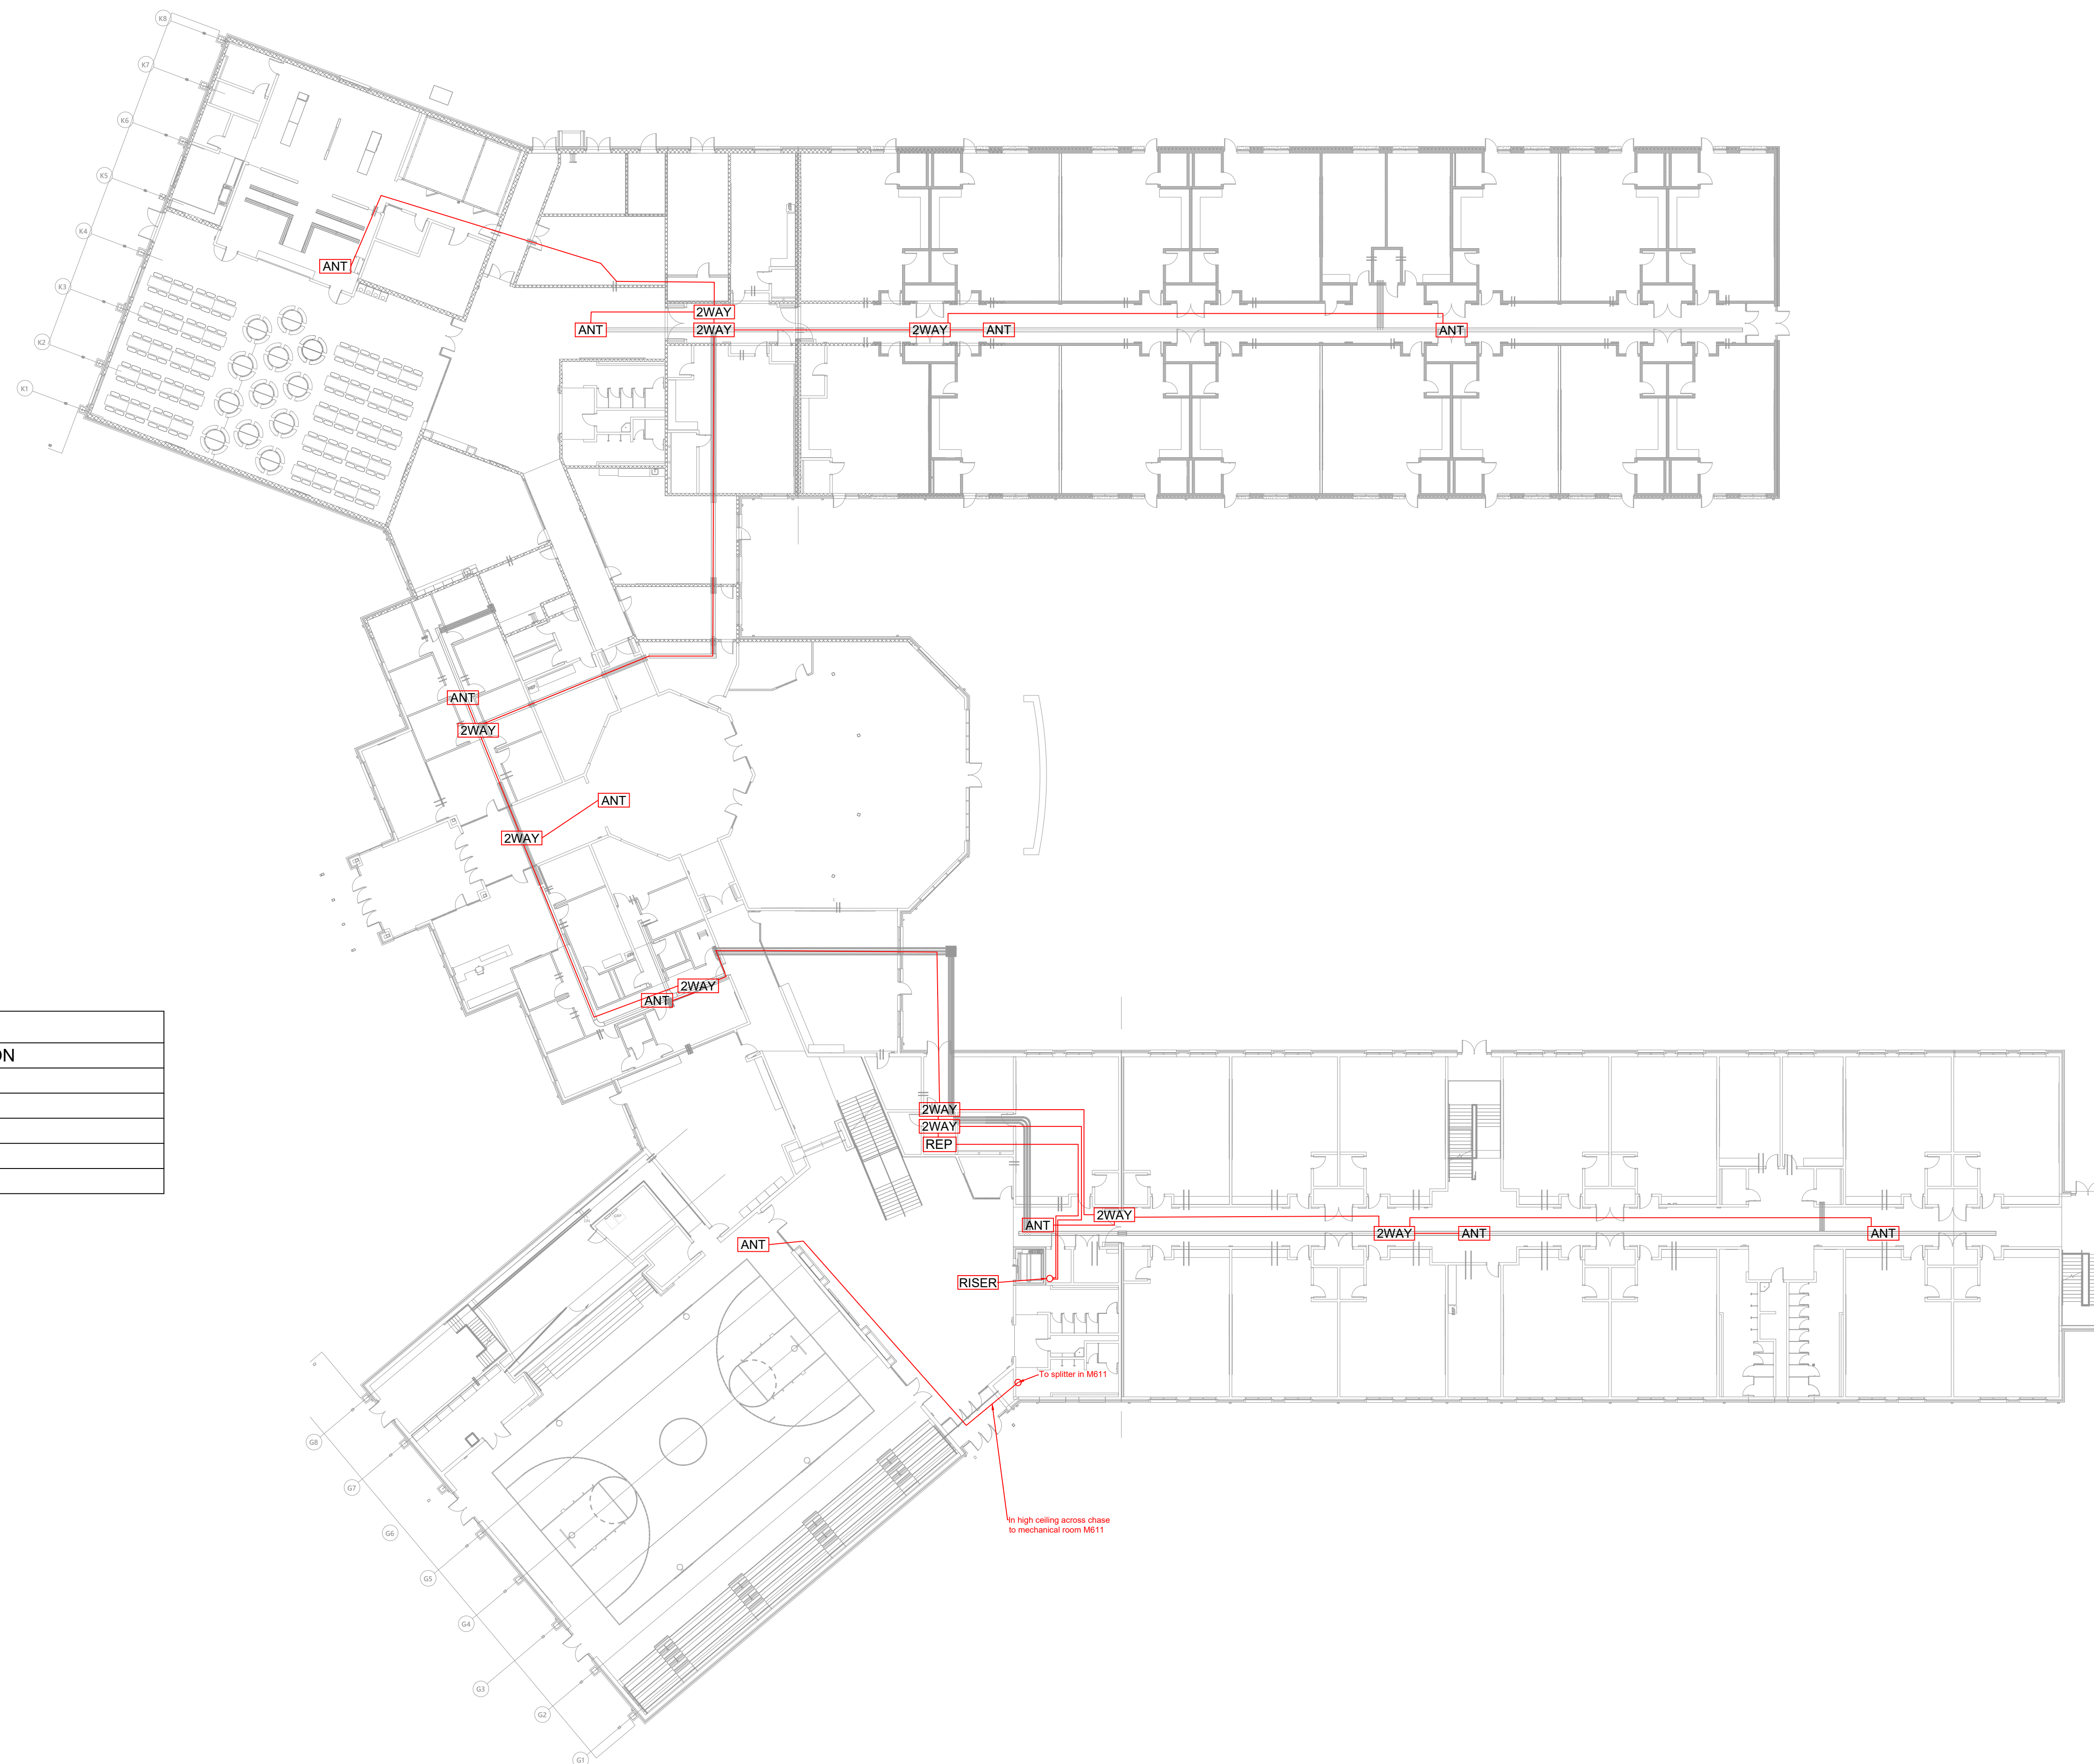 K8
K7
K6
K5
K4
K3
K2
K1
ANT
2WAY
ANT
2WAY
2WAY
ANT
ANT
ANT
2WAY
ANT
2WAY
2WAY
ANT
ON
2WAY
2WAY
REP
2WAY
ANT
2WAY
ANT
ANT
ANT
RISER
To splitter in M611
In high ceiling across chase
to mechanical room M611
G8
G7
G6
G5
G4
G3
G2
G1